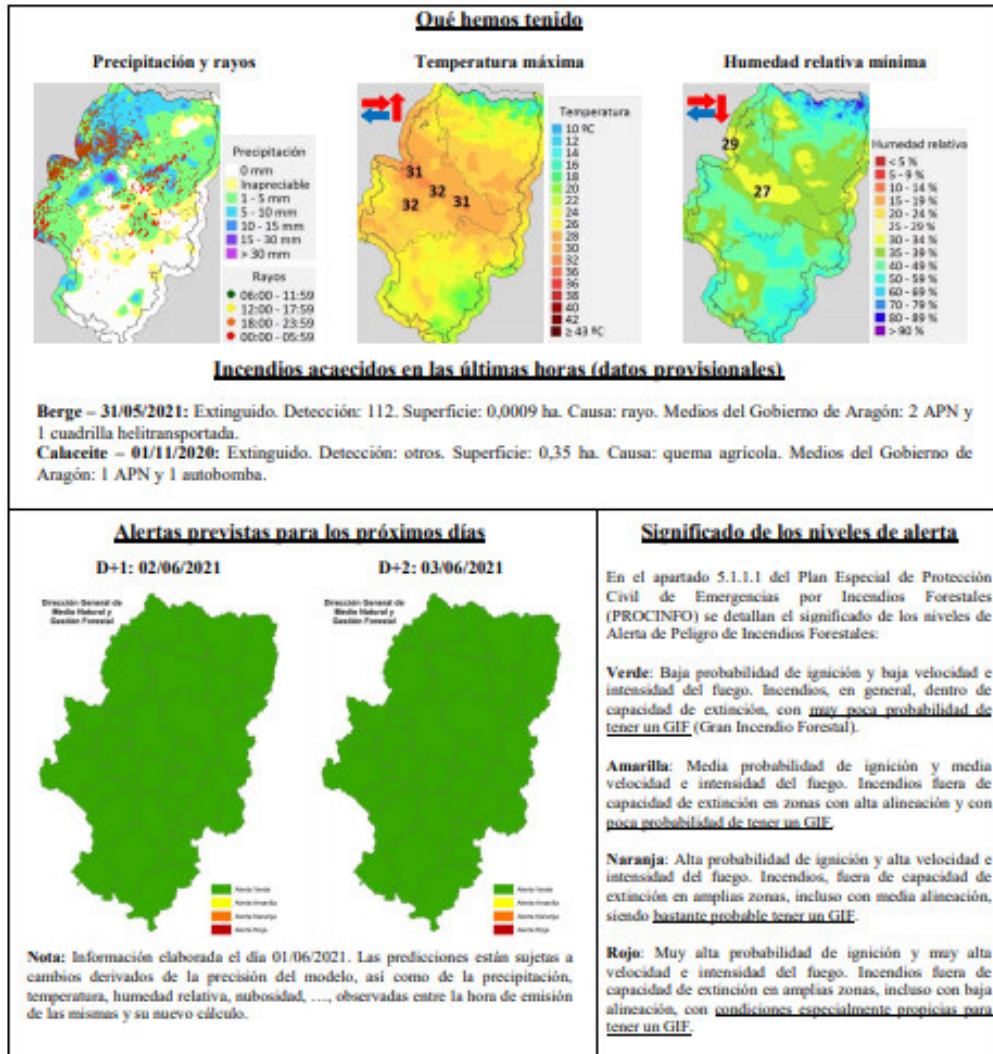 Qué hemos tenido
Precipitación y rayos
Temperatura máxima
Humedad relativa mínima
Precipitación
0 mm
Inapreciable
1 - 5 mm
5 - 10 mm
10 - 15 mm
15 - 30 mm
> 30 mm
Rayos
06:00 - 11:59
12:00 - 17:59
18:00 - 23:59
00:00 - 05:59
31
32
32
31
Temperatura
10 ºC
12
14
16
18
20
22
24
26
28
30
32
36
36
38
40
42
≥ 43 ºC
29
27
Humedad relativa
< 5 %
5 - 9 %
10 - 14 %
15 - 19 %
20 - 24 %
25 - 29 %
30 - 34 %
35 - 39 %
40 - 49 %
50 - 59 %
60 - 69 %
70 - 79 %
80 - 89 %
> 90 %
Incendios acaecidos en las últimas horas (datos provisionales)
Berge – 31/05/2021: Extinguido. Detección: 112. Superficie: 0,0009 ha. Causa: rayo. Medios del Gobierno de Aragón: 2 APN y
1 cuadrilla helitransportada.
Calaceite – 01/11/2020: Extinguido. Detección: otros. Superficie: 0,35 ha. Causa: quema agrícola. Medios del Gobierno de
Aragón: 1 APN y 1 autobomba.
Alertas previstas para los próximos días
D+1: 02/06/2021
D+2: 03/06/2021
Dirección General de
Medio Natural y
Gestión Forestal
Dirección General de
Medio Natural y
Gestión Forestal
Alerta Verde
Alerta Amarilla
Alerta Naranja
Alerta Roja
Alerta Verde
Alerta Amarilla
Alerta Naranja
Alerta Roja
Nota: Información elaborada el día 01/06/2021. Las predicciones están sujetas a
cambios derivados de la precisión del modelo, así como de la precipitación,
temperatura, humedad relativa, nubosidad, …, observadas entre la hora de emisión
de las mismas y su nuevo cálculo.
Significado de los niveles de alerta
En el apartado 5.1.1.1 del Plan Especial de Protección
Civil de Emergencias por Incendios Forestales
(PROCINFO) se detallan el significado de los niveles de
Alerta de Peligro de Incendios Forestales:
Verde: Baja probabilidad de ignición y baja velocidad e
intensidad del fuego. Incendios, en general, dentro de
capacidad de extinción, con muy poca probabilidad de
tener un GIF (Gran Incendio Forestal).
Amarilla: Media probabilidad de ignición y media
velocidad e intensidad del fuego. Incendios fuera de
capacidad de extinción en zonas con alta alineación y con
poca probabilidad de tener un GIF.
Naranja: Alta probabilidad de ignición y alta velocidad e
intensidad del fuego. Incendios, fuera de capacidad de
extinción en amplias zonas, incluso con media alineación,
siendo bastante probable tener un GIF.
Rojo: Muy alta probabilidad de ignición y muy alta
velocidad e intensidad del fuego. Incendios fuera de
capacidad de extinción en amplias zonas, incluso con baja
alineación, con condiciones especialmente propicias para
tener un GIF.